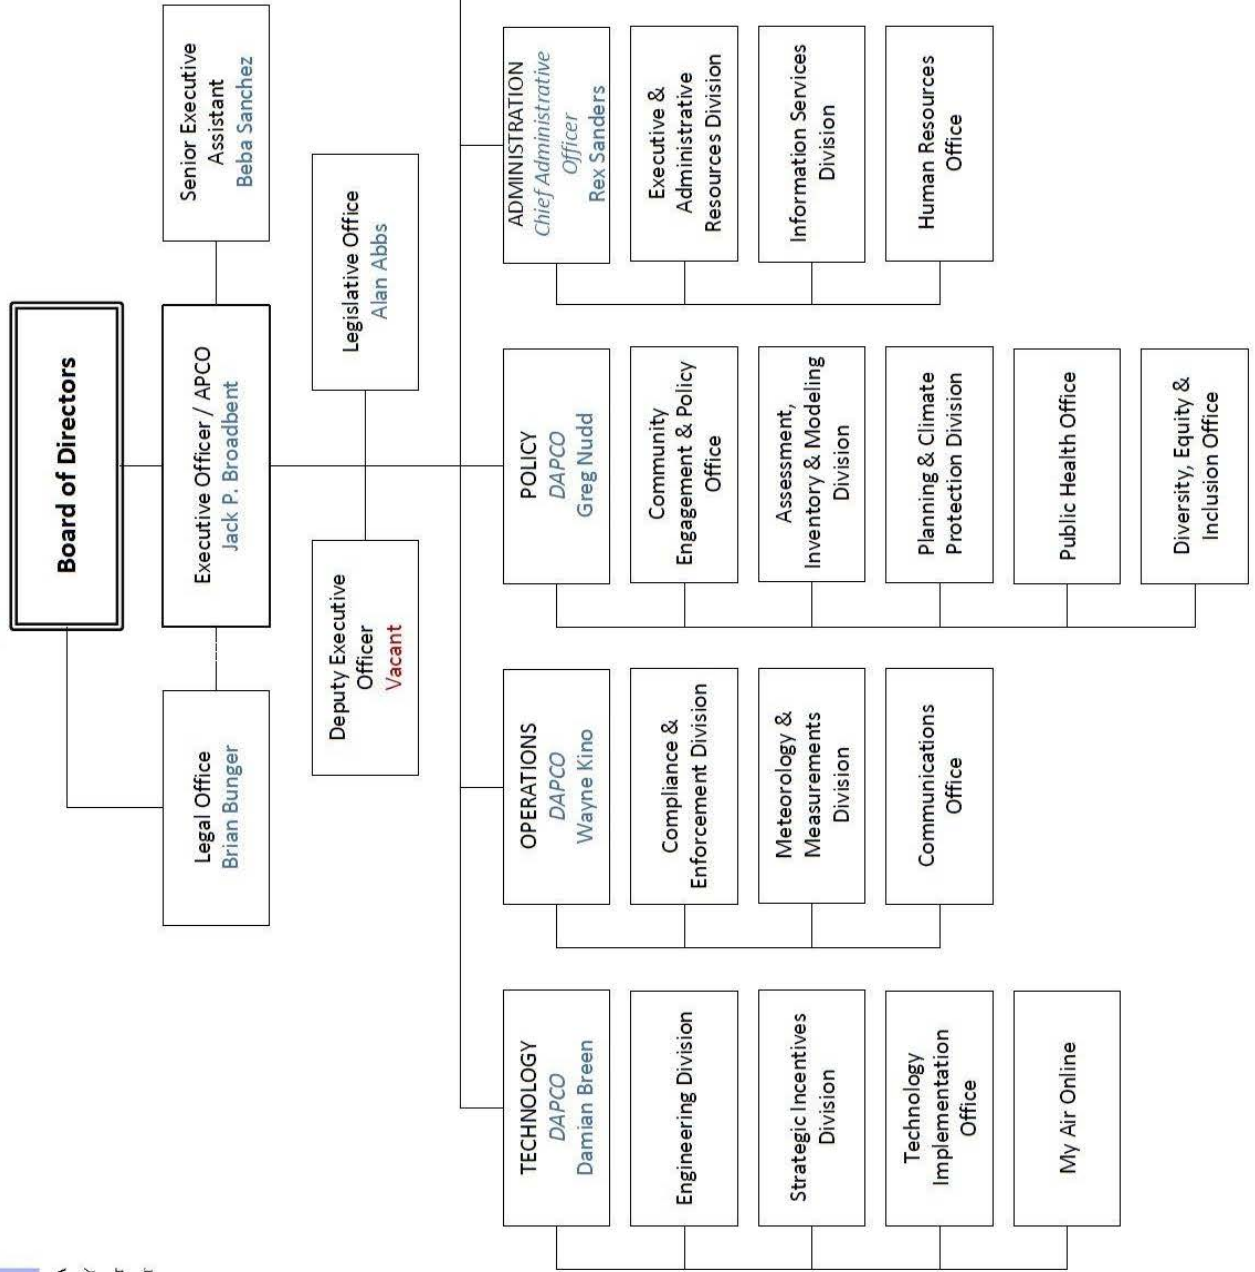 Board of Directors
Legal Office
Brian Bunger
Executive Officer / APCO
Jack P. Broadbent
Senior Executive
Assistant
Beba Sanchez
Deputy Executive
Officer
Vacant
Legislative Office
Alan Abbs
TECHNOLOGY
DAPCO
Damian Breen
Engineering Division
Strategic Incentives
Division
Technology
Implementation
Office
My Air Online
OPERATIONS
DAPCO
Wayne Kino
Compliance &
Enforcement Division
Meteorology &
Measurements
Division
Communications
Office
POLICY
DAPCO
Greg Nudd
Community
Engagement & Policy
Office
Assessment,
Inventory & Modeling
Division
Planning & Climate
Protection Division
Public Health Office
Diversity, Equity &
Inclusion Office
ADMINISTRATION
Chief Administrative
Officer
Rex Sanders
Executive &
Administrative
Resources Division
Information Services
Division
Human Resources
Office